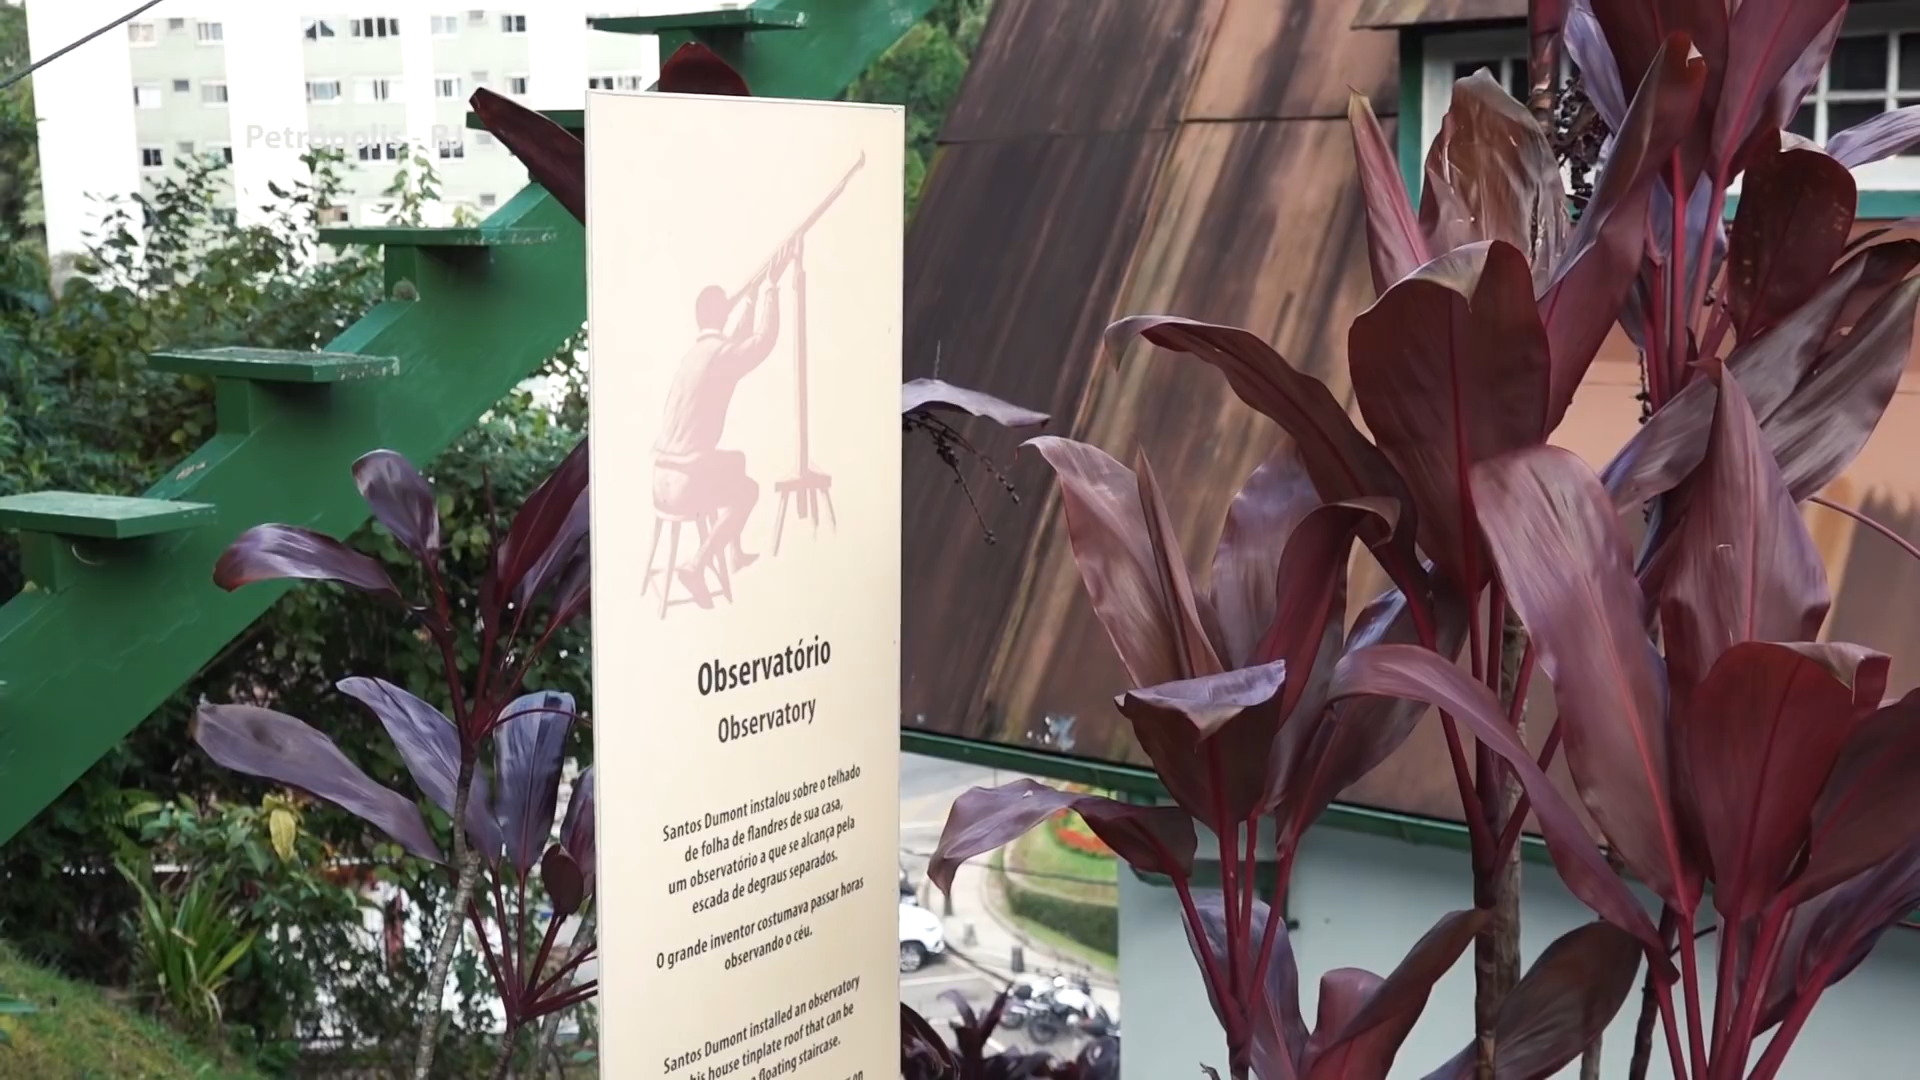 Petrópolis - RJ
Observatório
Observatory
Santos Dumont instalou sobre o telhado
de folha de flandres de sua casa,
um observatório a que se alcança pela
escada de degraus separados.
O grande inventor costumava passar horas
observando o céu.
Santos Dumont installed an observatory
his house tinplate roof that can be
floating staircase.
on